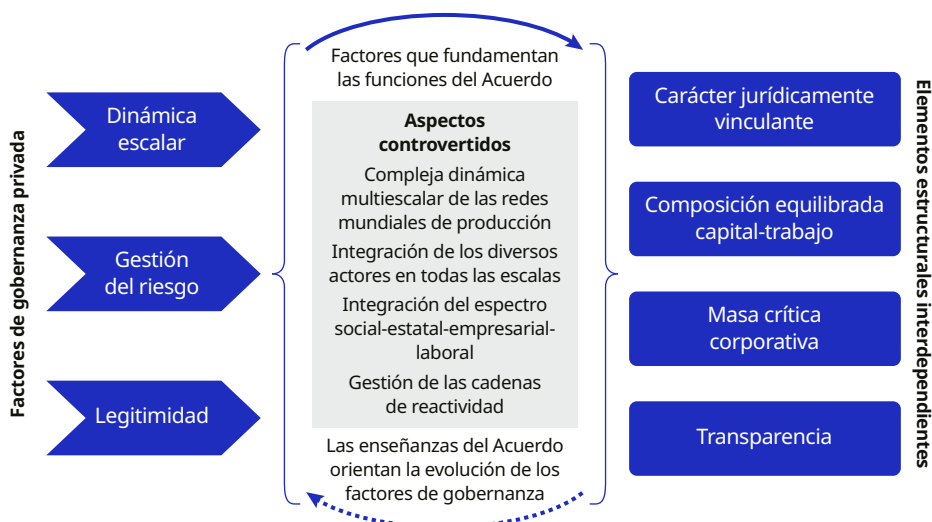 Factores de gobernanza privada
Dinámica
escalar
Gestión
del riesgo
Legitimidad
Factores que fundamentan
las funciones del Acuerdo
Aspectos
controvertidos
Compleja dinámica
multiescalar de las redes
mundiales de producción
Integración de los diversos
actores en todas las escalas
Integración del espectro
social-estatal-empresarial-
laboral
Gestión de las cadenas
de reactividad
Las enseñanzas del Acuerdo
orientan la evolución de los
factores de gobernanza
Carácter jurídicamente
vinculante
Composición equilibrada
capital-trabajo
Masa crítica
corporativa
Transparencia
Elementos estructurales interdependientes